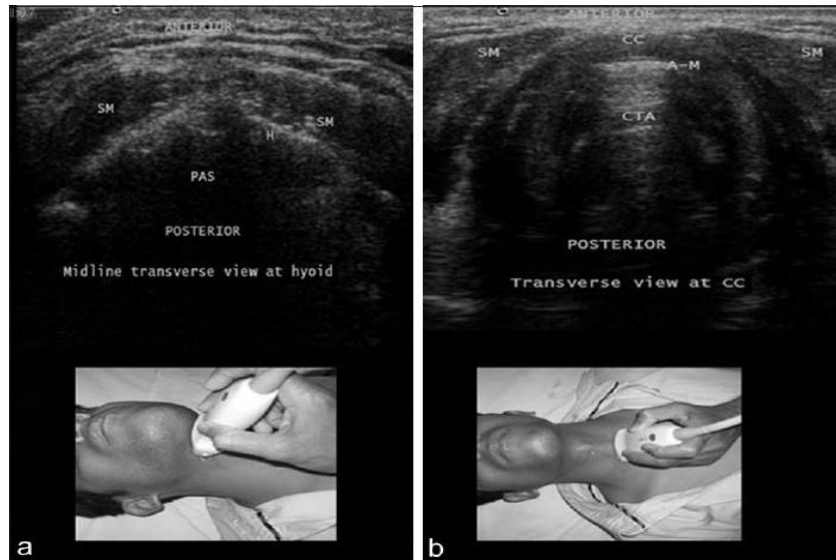 ANTERIOR
SM
SM
H
PAS
POSTERIOR
Midline transverse view at hyoid
a
ANTERIOR
CC
SM
SM
A-M
CTA
POSTERIOR
Transverse view at CC
b